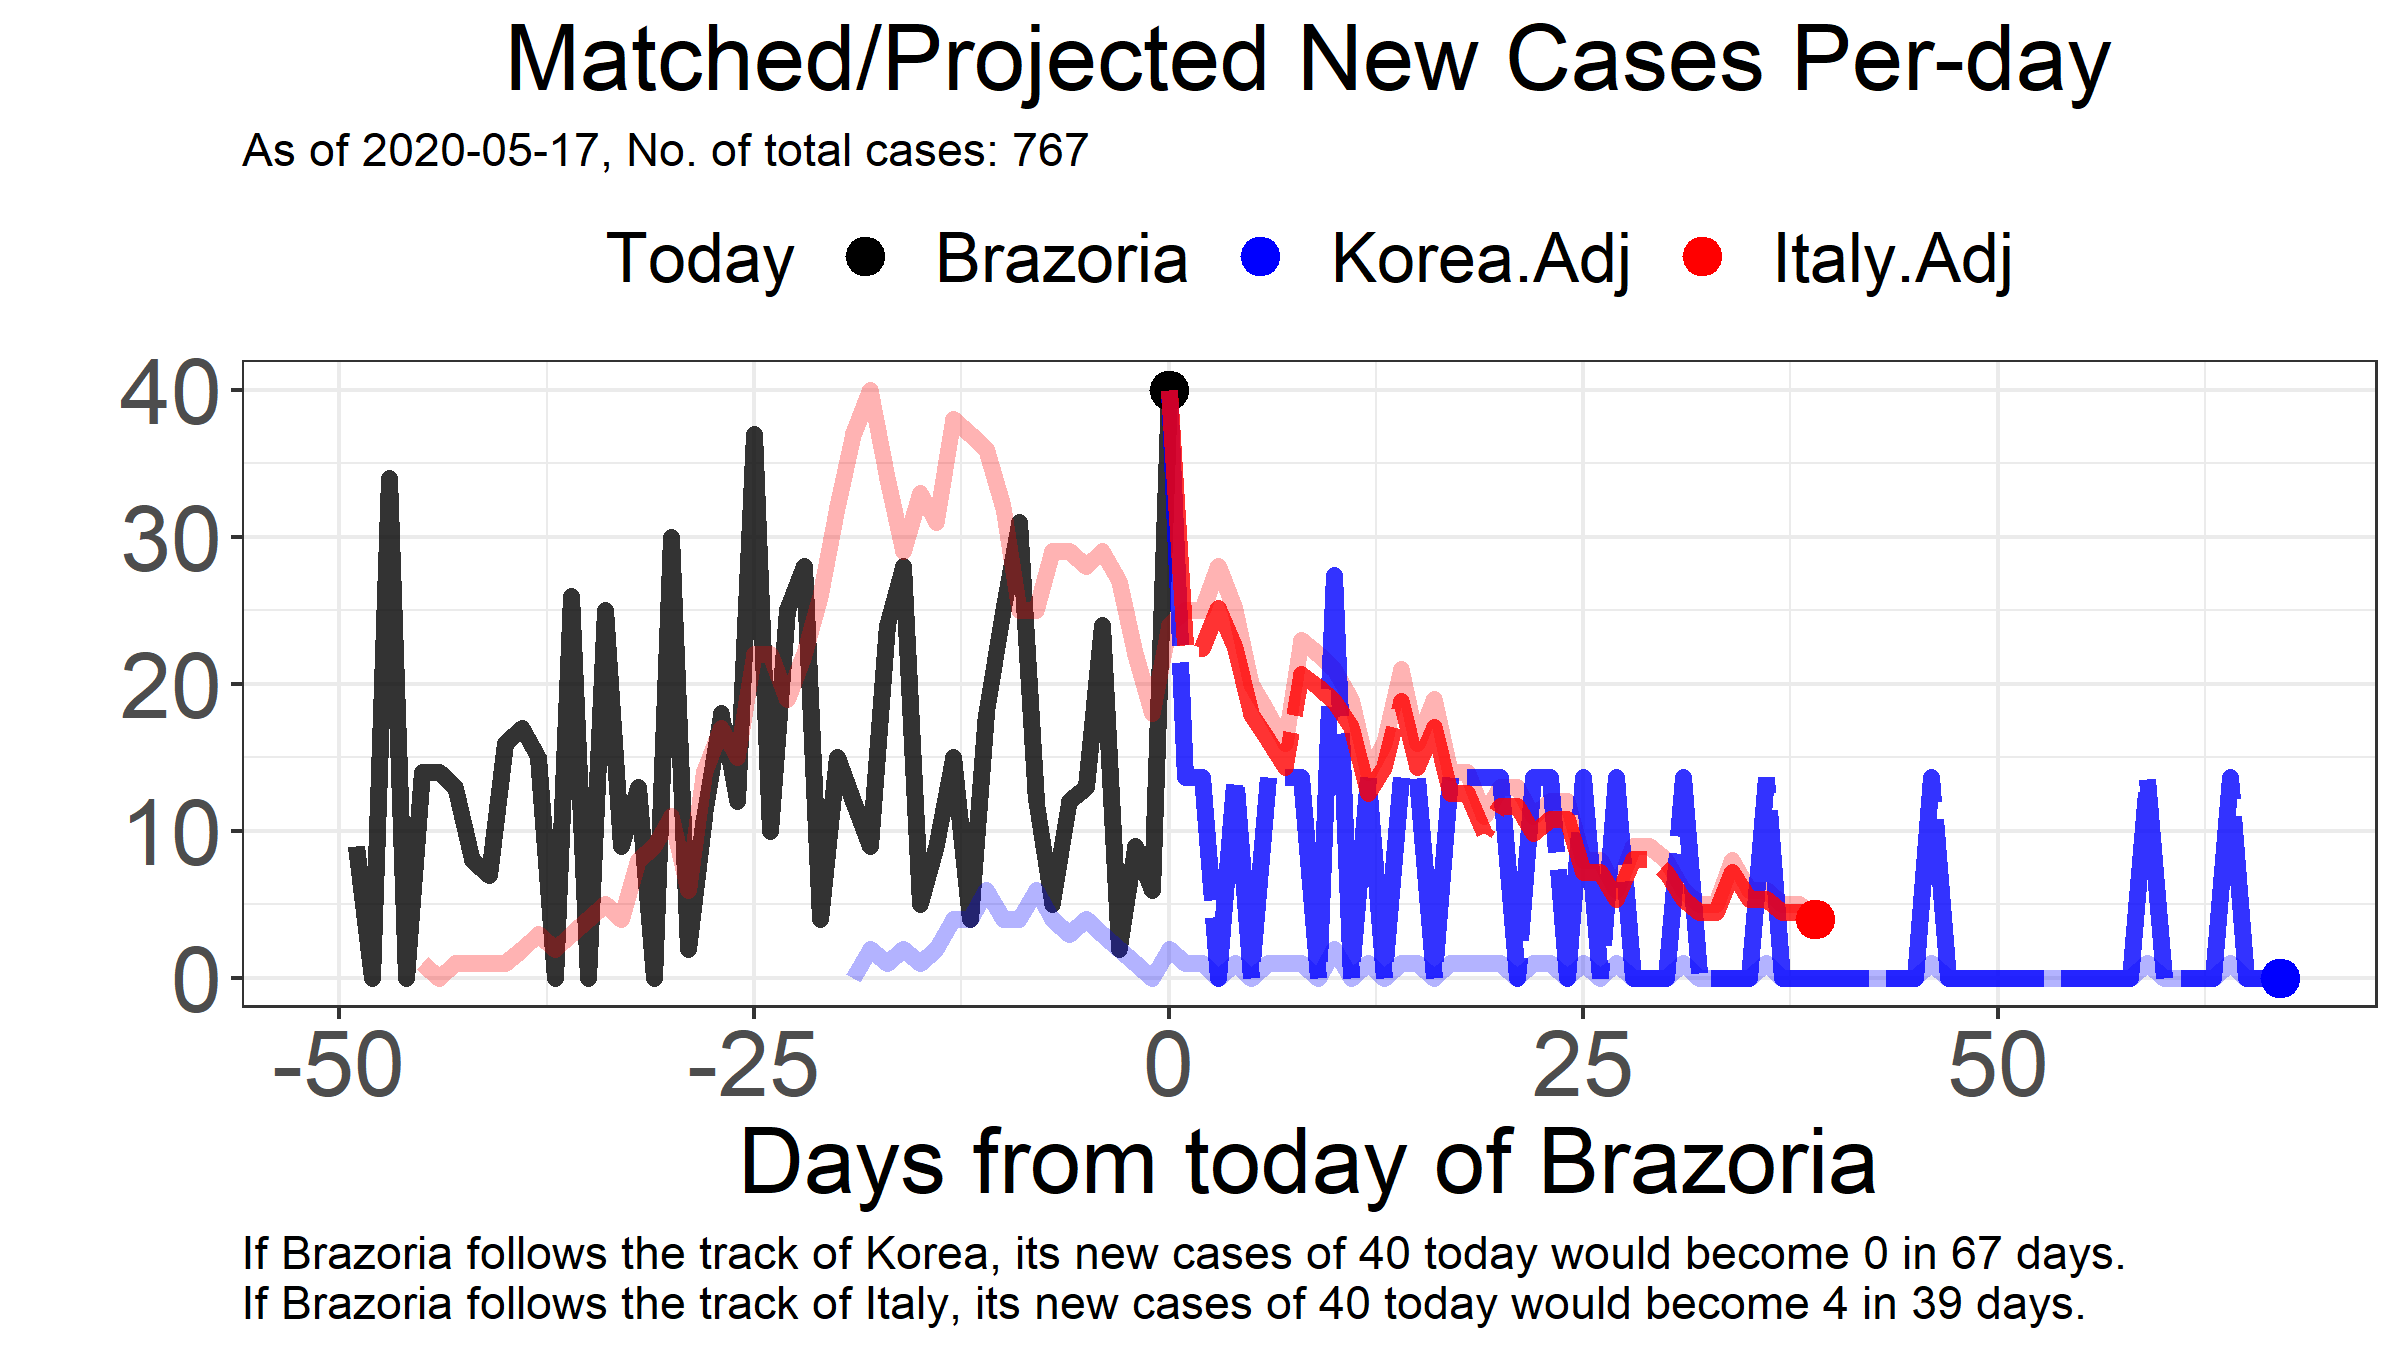 Matched/Projected New Cases Per-day
As of 2020-05-17, No. of total cases: 767
Today Brazoria Korea.Adj Italy.Adj
40
30
20
10
0
-50 -25 0 25 50
Days from today of Brazoria
If Brazoria follows the track of Korea, its new cases of 40 today would become 0 in 67 days.
If Brazoria follows the track of Italy, its new cases of 40 today would become 4 in 39 days.